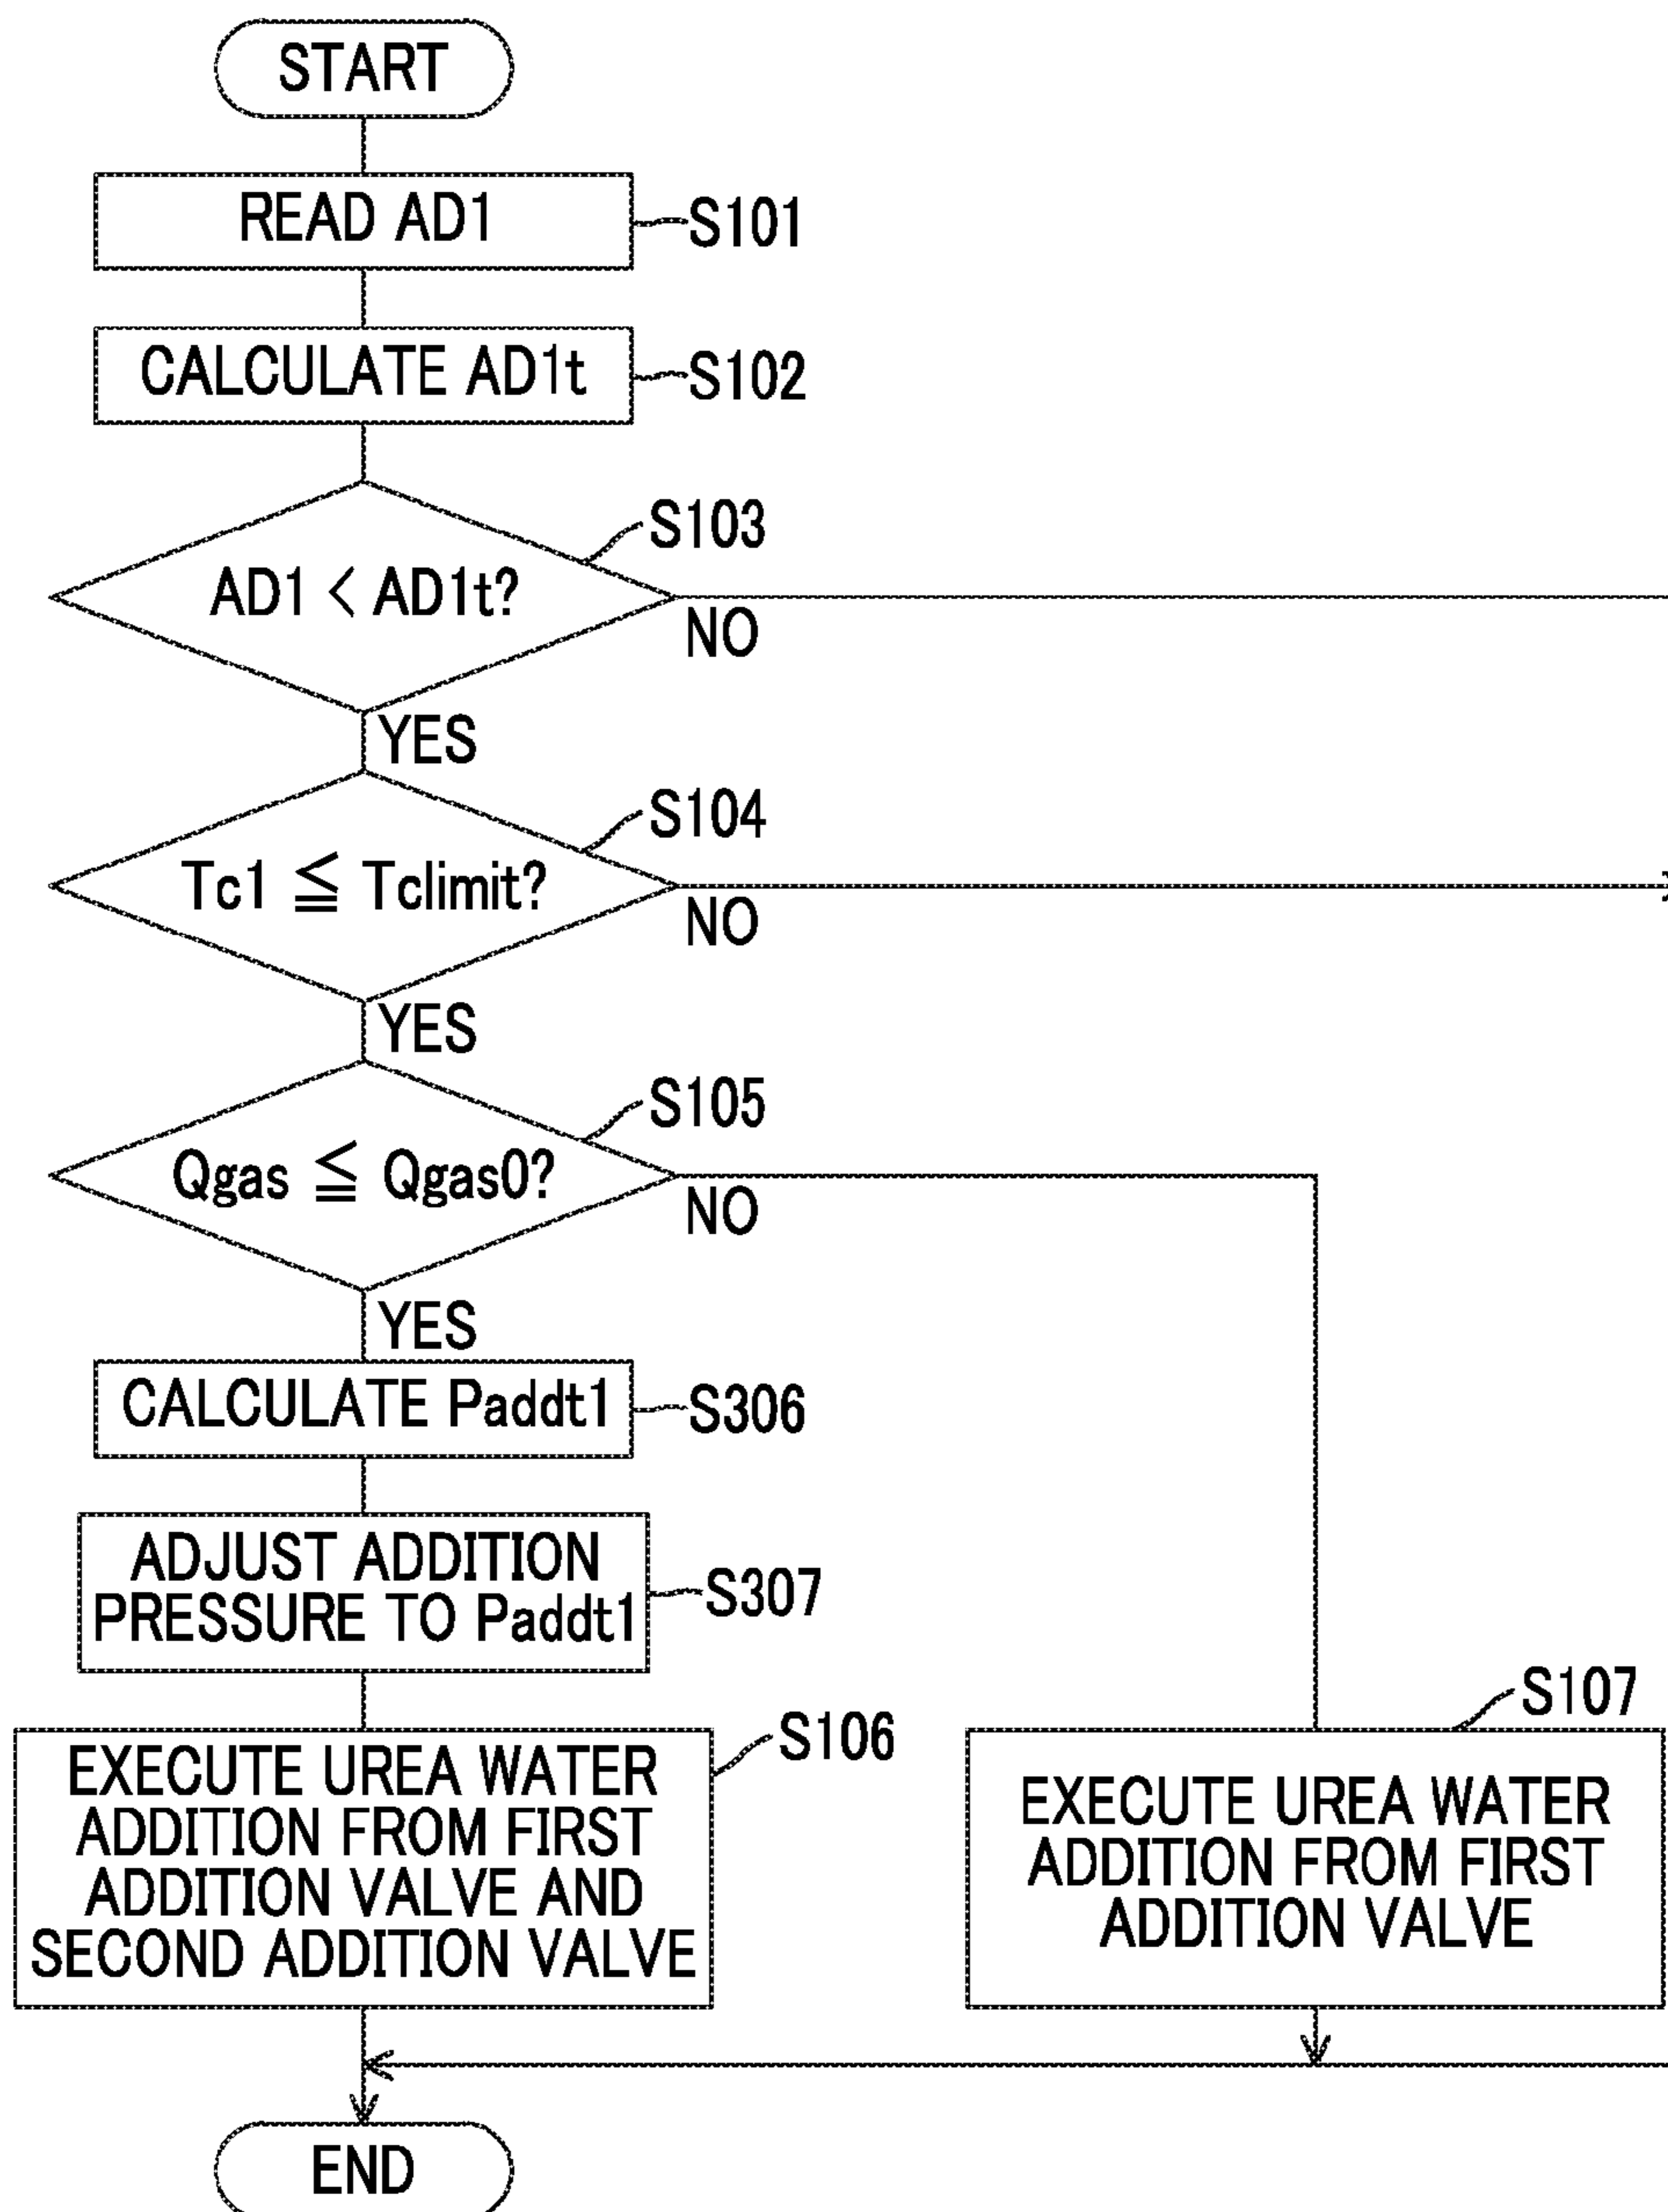 START
READ AD1
S101
CALCULATE AD1t
S102
S103
AD1 < AD1t?
NO
YES
S104
Tc1 ≦ Tclimit?
NO
YES
S105
Qgas ≦ Qgas0?
NO
YES
CALCULATE Paddt1
S306
ADJUST ADDITION
PRESSURE TO Paddt1
S307
S106
EXECUTE UREA WATER
ADDITION FROM FIRST
ADDITION VALVE AND
SECOND ADDITION VALVE
S107
EXECUTE UREA WATER
ADDITION FROM FIRST
ADDITION VALVE
END